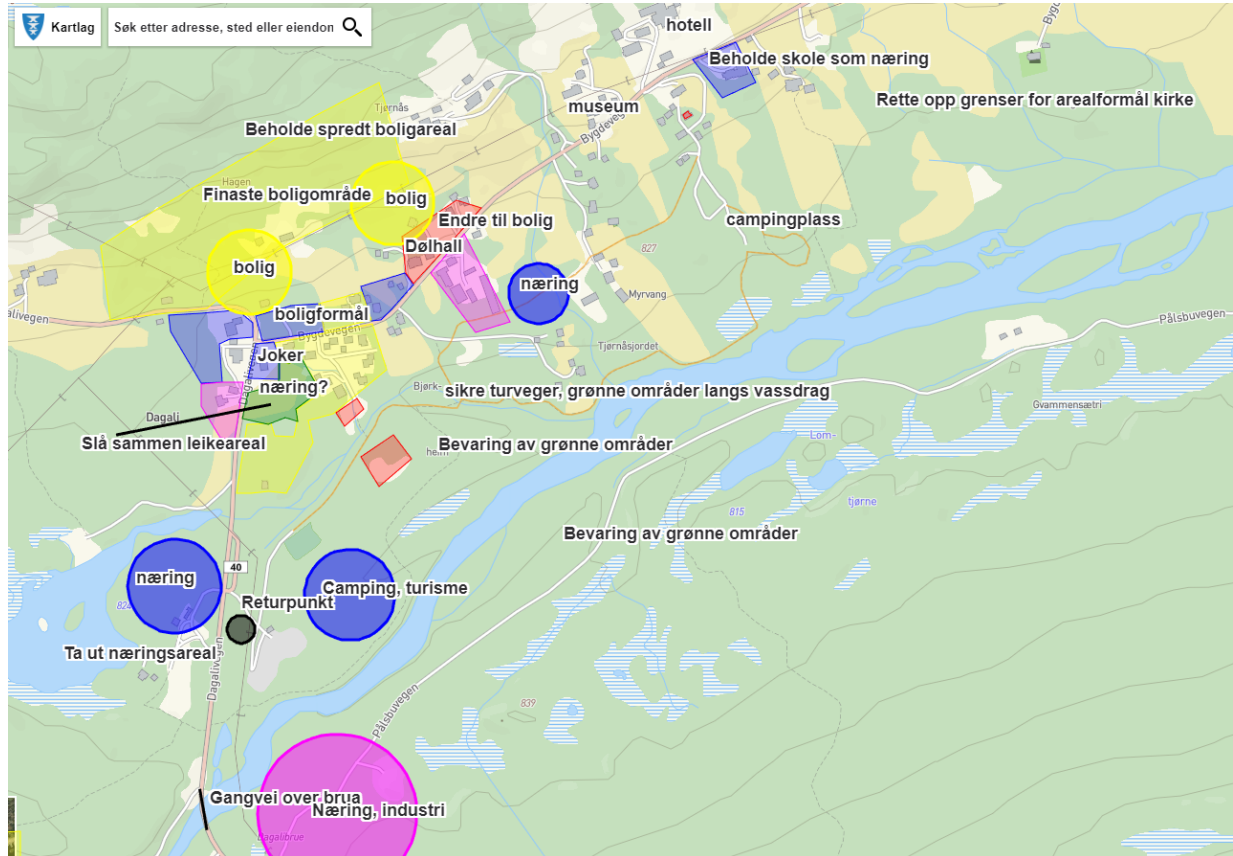 Kartlag
Søk etter adresse, sted eller eiendon
hotell
Beholde skole som næring
Rette opp grenser for arealformål kirke
museum
Tjørnås
Bygdeveg
Beholde spredt boligareal
Hagen
Finaste boligområde
bolig
Endre til bolig
campingplass
Dølhall
827
bolig
næring
Myrvang
alivegen
boligformål
Bygdevegen
Pålsbuvegen
Tjørnåsjordet
Joker
Dagalivegen
næring?
Bjørk-
sikre turveger, grønne områder langs vassdrag
Gvammensætri
Dagali
Slå sammen leikeareal
heim
Bevaring av grønne områder
Lom-
tjørne
815
Bevaring av grønne områder
40
næring
Camping, turisme
Returpunkt
824
Ta ut næringsareal
Dagalivegen
Pålsbuvegen
839
Gangvei over brua
Næring, industri
Dagalibrue